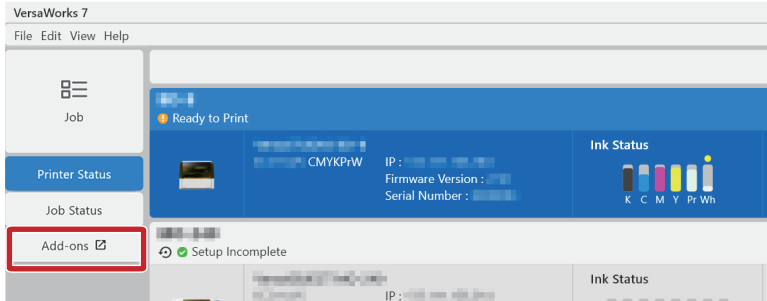 VersaWorks 7
File Edit View Help
Job
Ready to Print
CMYKPrW
IP :
Firmware Version :
Serial Number :
Ink Status
K C M Y Pr Wh
Printer Status
Job Status
Add-ons
Setup Incomplete
IP :
Ink Status